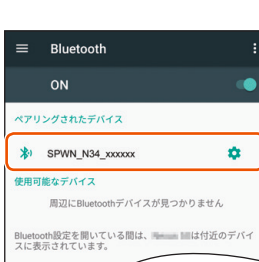 Bluetooth
ON
ペアリングされたデバイス
SPWN_N34_xxxxxx
使用可能なデバイス
周辺にBluetoothデバイスが見つかりません
Bluetooth設定を開いている間は、は付近のデバイ
スに表示されています。